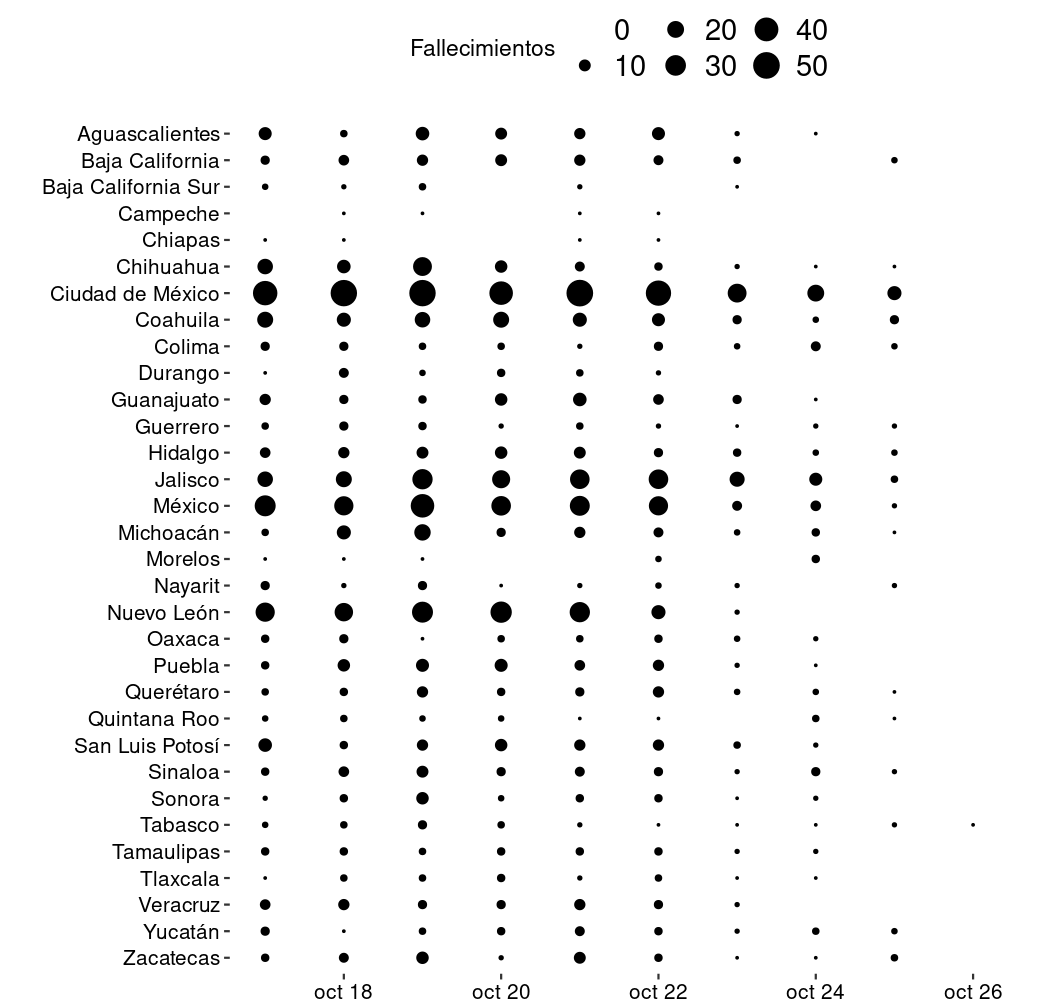 Fallecimientos
0 20 40
10 30 50
Aguascalientes
Baja California
Baja California Sur
Campeche
Chiapas
Chihuahua
Ciudad de México
Coahuila
Colima
Durango
Guanajuato
Guerrero
Hidalgo
Jalisco
México
Michoacán
Morelos
Nayarit
Nuevo León
Oaxaca
Puebla
Querétaro
Quintana Roo
San Luis Potosí
Sinaloa
Sonora
Tabasco
Tamaulipas
Tlaxcala
Veracruz
Yucatán
Zacatecas
oct 18 oct 20 oct 22 oct 24 oct 26